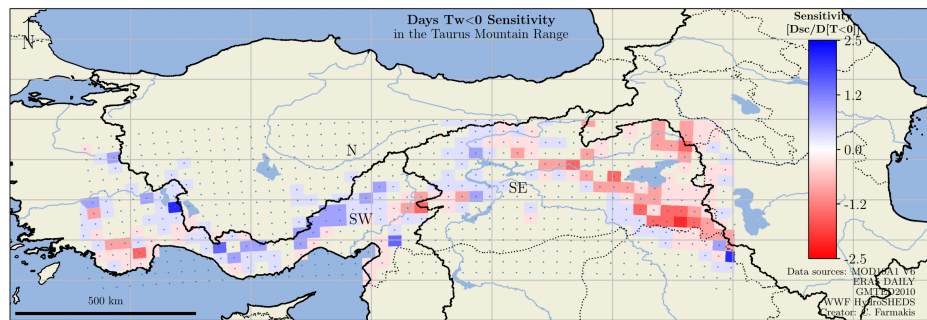 Days Tw<0 Sensitivity
in the Taurus Mountain Range
Sensitivity
[Dsc/D[T<0]]
2.5
1.2
0.0
-1.2
-2.5
N
N
SW
SE
500 km
Data sources: MOD10A1 V6
ERA5 DAILY
GMTED2010
WWF HydroSHEDS
Creator: C. Farmakis